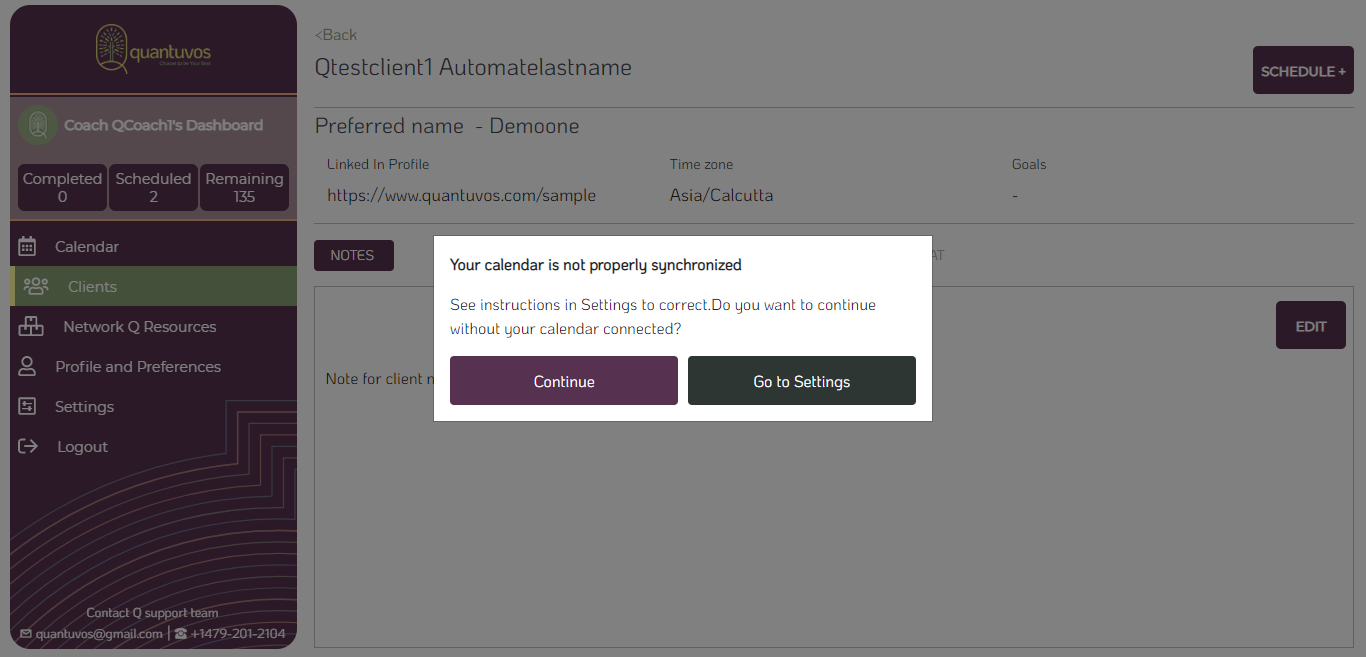 quantuvos
Choose to be Your Best
Coach QCoach1's Dashboard
Completed
0
Scheduled
2
Remaining
135
Calendar
Clients
Network Q Resources
Profile and Preferences
Settings
Logout
Contact Q support team
quantuvos@gmail.com | +1479-201-2104
<Back
Qtestclient1 Automatelastname
SCHEDULE +
Preferred name - Demoone
Linked In Profile
Time zone
Goals
https://www.quantuvos.com/sample
Asia/Calcutta
-
NOTES
AT
EDIT
Note for client n
Your calendar is not properly synchronized
See instructions in Settings to correct.Do you want to continue
without your calendar connected?
Continue
Go to Settings